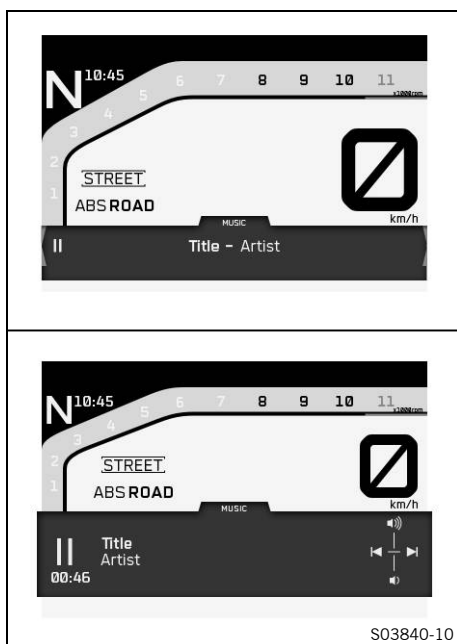 N 10:45
1 2 3 4 5 6 7 8 9 10 11
x1000rpm
STREET
ABS ROAD
0
km/h
MUSIC
Title - Artist
N 10:45
1 2 3 4 5 6 7 8 9 10 11
x1000rpm
STREET
ABS ROAD
0
km/h
MUSIC
Title
Artist
00:46
S03840-10